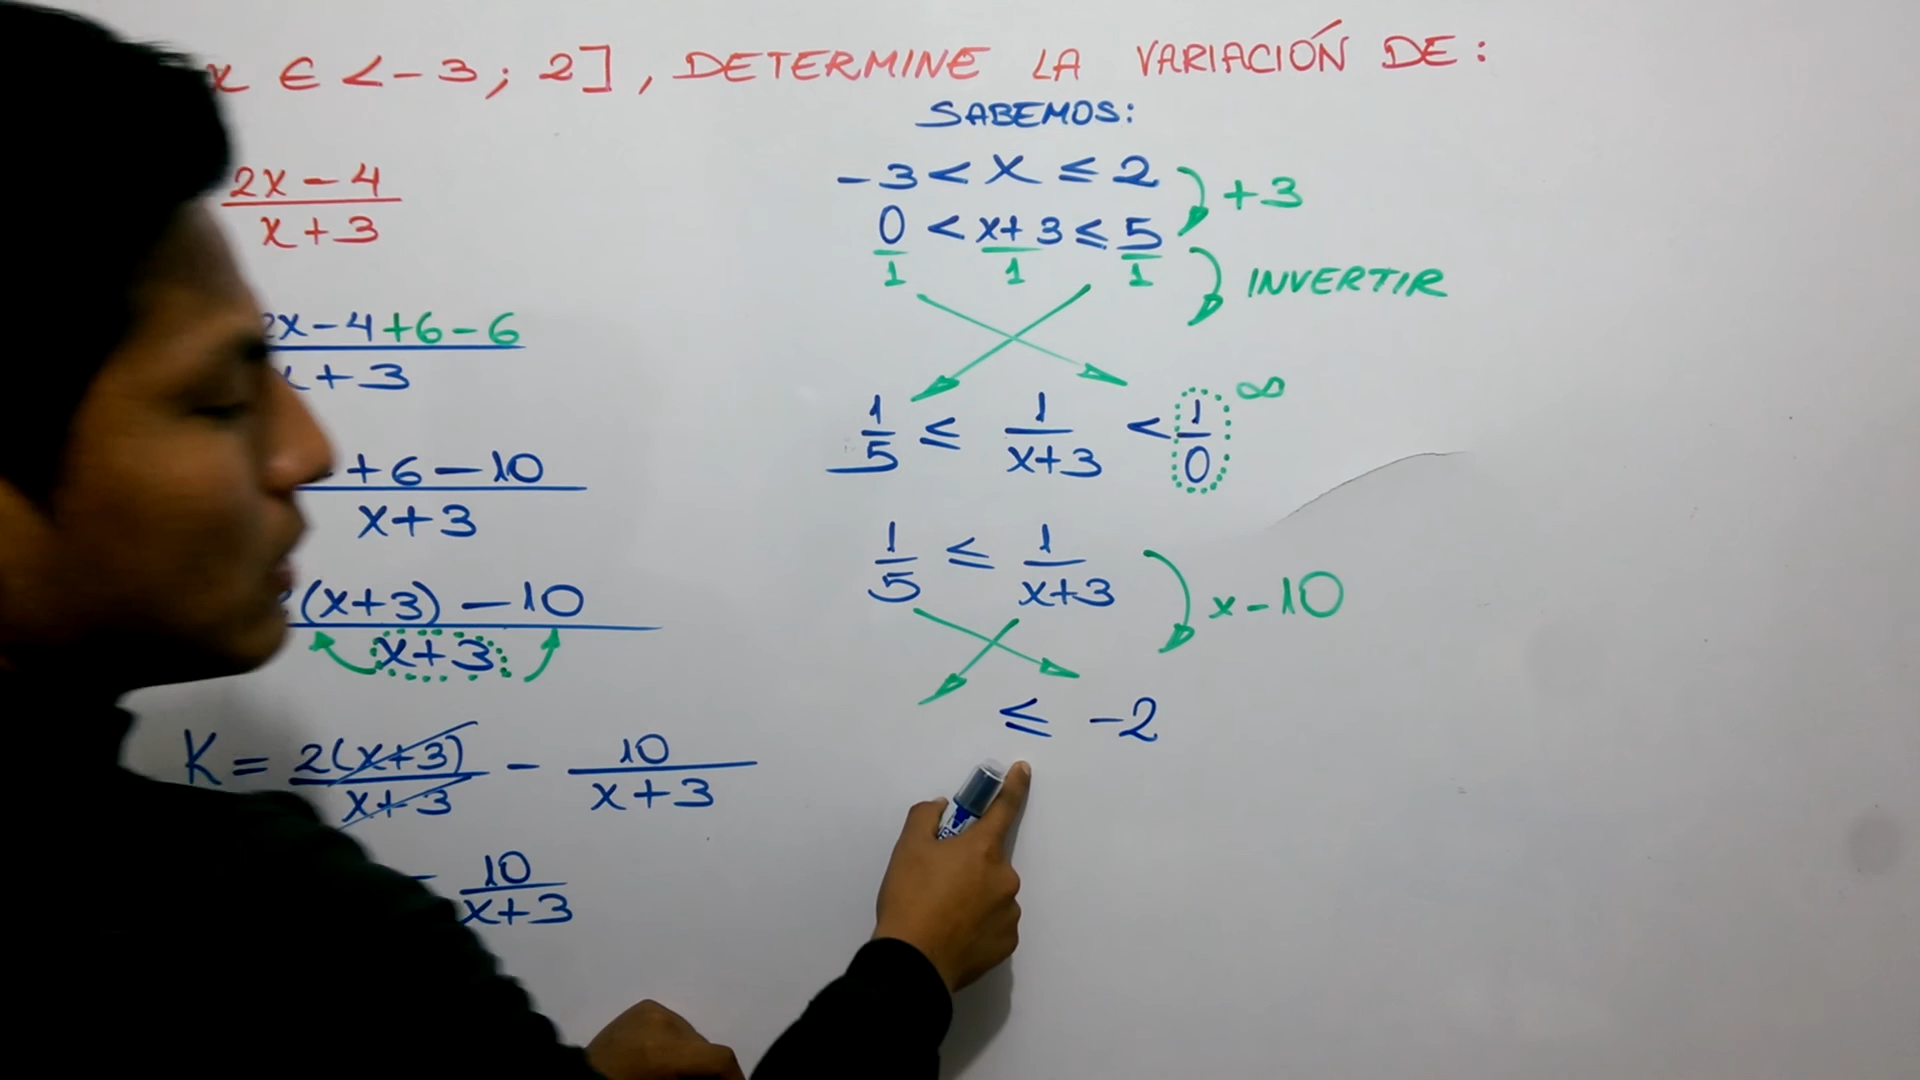 x ∈ <-3; 2], DETERMINE LA VARIACIÓN DE:
2x-4
x+3
2x-4+6-6
x+3
+6-10
x+3
(x+3)-10
x+3
K = 2(x+3) - 10
x+3 x+3
- 10
x+3
SABEMOS:
-3 < x ≤ 2 +3
0 < x+3 ≤ 5
1 1 1 INVERTIR
∞
1 ≤ 1 < 1
5 x+3 0
1 ≤ 1
5 x+3 x-10
≤ -2